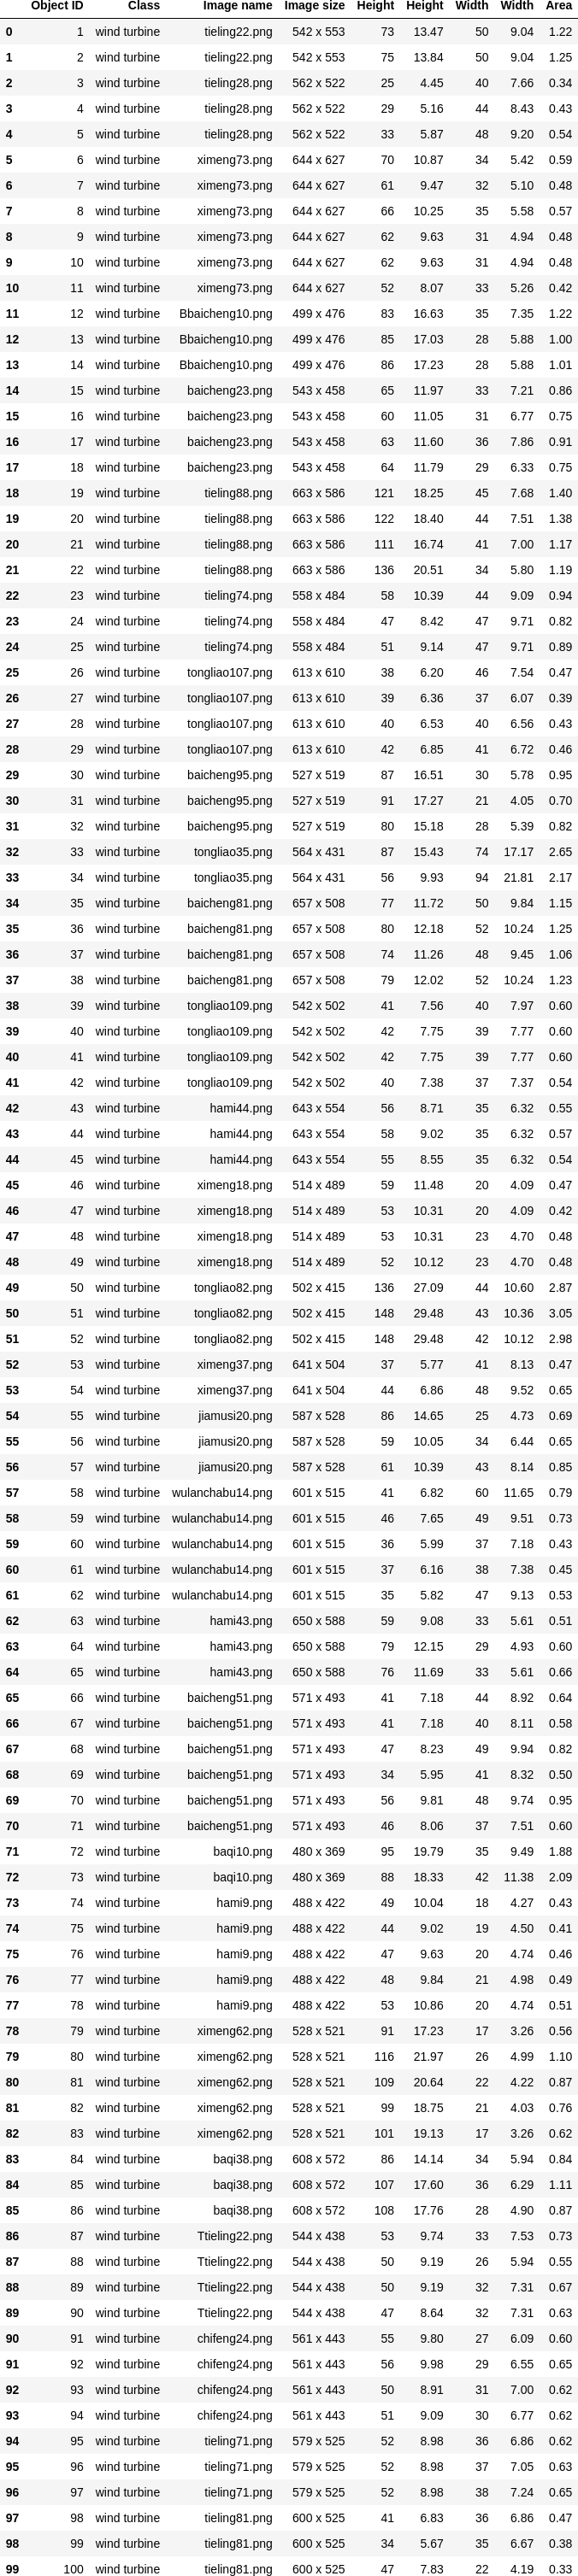 Object ID Class Image name Image size Height Height Width Width Area
0 1 wind turbine tieling22.png 542 x 553 73 13.47 50 9.04 1.22
1 2 wind turbine tieling22.png 542 x 553 75 13.84 50 9.04 1.25
2 3 wind turbine tieling28.png 562 x 522 25 4.45 40 7.66 0.34
3 4 wind turbine tieling28.png 562 x 522 29 5.16 44 8.43 0.43
4 5 wind turbine tieling28.png 562 x 522 33 5.87 48 9.20 0.54
5 6 wind turbine ximeng73.png 644 x 627 70 10.87 34 5.42 0.59
6 7 wind turbine ximeng73.png 644 x 627 61 9.47 32 5.10 0.48
7 8 wind turbine ximeng73.png 644 x 627 66 10.25 35 5.58 0.57
8 9 wind turbine ximeng73.png 644 x 627 62 9.63 31 4.94 0.48
9 10 wind turbine ximeng73.png 644 x 627 62 9.63 31 4.94 0.48
10 11 wind turbine ximeng73.png 644 x 627 52 8.07 33 5.26 0.42
11 12 wind turbine Bbaicheng10.png 499 x 476 83 16.63 35 7.35 1.22
12 13 wind turbine Bbaicheng10.png 499 x 476 85 17.03 28 5.88 1.00
13 14 wind turbine Bbaicheng10.png 499 x 476 86 17.23 28 5.88 1.01
14 15 wind turbine baicheng23.png 543 x 458 65 11.97 33 7.21 0.86
15 16 wind turbine baicheng23.png 543 x 458 60 11.05 31 6.77 0.75
16 17 wind turbine baicheng23.png 543 x 458 63 11.60 36 7.86 0.91
17 18 wind turbine baicheng23.png 543 x 458 64 11.79 29 6.33 0.75
18 19 wind turbine tieling88.png 663 x 586 121 18.25 45 7.68 1.40
19 20 wind turbine tieling88.png 663 x 586 122 18.40 44 7.51 1.38
20 21 wind turbine tieling88.png 663 x 586 111 16.74 41 7.00 1.17
21 22 wind turbine tieling88.png 663 x 586 136 20.51 34 5.80 1.19
22 23 wind turbine tieling74.png 558 x 484 58 10.39 44 9.09 0.94
23 24 wind turbine tieling74.png 558 x 484 47 8.42 47 9.71 0.82
24 25 wind turbine tieling74.png 558 x 484 51 9.14 47 9.71 0.89
25 26 wind turbine tongliao107.png 613 x 610 38 6.20 46 7.54 0.47
26 27 wind turbine tongliao107.png 613 x 610 39 6.36 37 6.07 0.39
27 28 wind turbine tongliao107.png 613 x 610 40 6.53 40 6.56 0.43
28 29 wind turbine tongliao107.png 613 x 610 42 6.85 41 6.72 0.46
29 30 wind turbine baicheng95.png 527 x 519 87 16.51 30 5.78 0.95
30 31 wind turbine baicheng95.png 527 x 519 91 17.27 21 4.05 0.70
31 32 wind turbine baicheng95.png 527 x 519 80 15.18 28 5.39 0.82
32 33 wind turbine tongliao35.png 564 x 431 87 15.43 74 17.17 2.65
33 34 wind turbine tongliao35.png 564 x 431 56 9.93 94 21.81 2.17
34 35 wind turbine baicheng81.png 657 x 508 77 11.72 50 9.84 1.15
35 36 wind turbine baicheng81.png 657 x 508 80 12.18 52 10.24 1.25
36 37 wind turbine baicheng81.png 657 x 508 74 11.26 48 9.45 1.06
37 38 wind turbine baicheng81.png 657 x 508 79 12.02 52 10.24 1.23
38 39 wind turbine tongliao109.png 542 x 502 41 7.56 40 7.97 0.60
39 40 wind turbine tongliao109.png 542 x 502 42 7.75 39 7.77 0.60
40 41 wind turbine tongliao109.png 542 x 502 42 7.75 39 7.77 0.60
41 42 wind turbine tongliao109.png 542 x 502 40 7.38 37 7.37 0.54
42 43 wind turbine hami44.png 643 x 554 56 8.71 35 6.32 0.55
43 44 wind turbine hami44.png 643 x 554 58 9.02 35 6.32 0.57
44 45 wind turbine hami44.png 643 x 554 55 8.55 35 6.32 0.54
45 46 wind turbine ximeng18.png 514 x 489 59 11.48 20 4.09 0.47
46 47 wind turbine ximeng18.png 514 x 489 53 10.31 20 4.09 0.42
47 48 wind turbine ximeng18.png 514 x 489 53 10.31 23 4.70 0.48
48 49 wind turbine ximeng18.png 514 x 489 52 10.12 23 4.70 0.48
49 50 wind turbine tongliao82.png 502 x 415 136 27.09 44 10.60 2.87
50 51 wind turbine tongliao82.png 502 x 415 148 29.48 43 10.36 3.05
51 52 wind turbine tongliao82.png 502 x 415 148 29.48 42 10.12 2.98
52 53 wind turbine ximeng37.png 641 x 504 37 5.77 41 8.13 0.47
53 54 wind turbine ximeng37.png 641 x 504 44 6.86 48 9.52 0.65
54 55 wind turbine jiamusi20.png 587 x 528 86 14.65 25 4.73 0.69
55 56 wind turbine jiamusi20.png 587 x 528 59 10.05 34 6.44 0.65
56 57 wind turbine jiamusi20.png 587 x 528 61 10.39 43 8.14 0.85
57 58 wind turbine wulanchabu14.png 601 x 515 41 6.82 60 11.65 0.79
58 59 wind turbine wulanchabu14.png 601 x 515 46 7.65 49 9.51 0.73
59 60 wind turbine wulanchabu14.png 601 x 515 36 5.99 37 7.18 0.43
60 61 wind turbine wulanchabu14.png 601 x 515 37 6.16 38 7.38 0.45
61 62 wind turbine wulanchabu14.png 601 x 515 35 5.82 47 9.13 0.53
62 63 wind turbine hami43.png 650 x 588 59 9.08 33 5.61 0.51
63 64 wind turbine hami43.png 650 x 588 79 12.15 29 4.93 0.60
64 65 wind turbine hami43.png 650 x 588 76 11.69 33 5.61 0.66
65 66 wind turbine baicheng51.png 571 x 493 41 7.18 44 8.92 0.64
66 67 wind turbine baicheng51.png 571 x 493 41 7.18 40 8.11 0.58
67 68 wind turbine baicheng51.png 571 x 493 47 8.23 49 9.94 0.82
68 69 wind turbine baicheng51.png 571 x 493 34 5.95 41 8.32 0.50
69 70 wind turbine baicheng51.png 571 x 493 56 9.81 48 9.74 0.95
70 71 wind turbine baicheng51.png 571 x 493 46 8.06 37 7.51 0.60
71 72 wind turbine baqi10.png 480 x 369 95 19.79 35 9.49 1.88
72 73 wind turbine baqi10.png 480 x 369 88 18.33 42 11.38 2.09
73 74 wind turbine hami9.png 488 x 422 49 10.04 18 4.27 0.43
74 75 wind turbine hami9.png 488 x 422 44 9.02 19 4.50 0.41
75 76 wind turbine hami9.png 488 x 422 47 9.63 20 4.74 0.46
76 77 wind turbine hami9.png 488 x 422 48 9.84 21 4.98 0.49
77 78 wind turbine hami9.png 488 x 422 53 10.86 20 4.74 0.51
78 79 wind turbine ximeng62.png 528 x 521 91 17.23 17 3.26 0.56
79 80 wind turbine ximeng62.png 528 x 521 116 21.97 26 4.99 1.10
80 81 wind turbine ximeng62.png 528 x 521 109 20.64 22 4.22 0.87
81 82 wind turbine ximeng62.png 528 x 521 99 18.75 21 4.03 0.76
82 83 wind turbine ximeng62.png 528 x 521 101 19.13 17 3.26 0.62
83 84 wind turbine baqi38.png 608 x 572 86 14.14 34 5.94 0.84
84 85 wind turbine baqi38.png 608 x 572 107 17.60 36 6.29 1.11
85 86 wind turbine baqi38.png 608 x 572 108 17.76 28 4.90 0.87
86 87 wind turbine Ttieling22.png 544 x 438 53 9.74 33 7.53 0.73
87 88 wind turbine Ttieling22.png 544 x 438 50 9.19 26 5.94 0.55
88 89 wind turbine Ttieling22.png 544 x 438 50 9.19 32 7.31 0.67
89 90 wind turbine Ttieling22.png 544 x 438 47 8.64 32 7.31 0.63
90 91 wind turbine chifeng24.png 561 x 443 55 9.80 27 6.09 0.60
91 92 wind turbine chifeng24.png 561 x 443 56 9.98 29 6.55 0.65
92 93 wind turbine chifeng24.png 561 x 443 50 8.91 31 7.00 0.62
93 94 wind turbine chifeng24.png 561 x 443 51 9.09 30 6.77 0.62
94 95 wind turbine tieling71.png 579 x 525 52 8.98 36 6.86 0.62
95 96 wind turbine tieling71.png 579 x 525 52 8.98 37 7.05 0.63
96 97 wind turbine tieling71.png 579 x 525 52 8.98 38 7.24 0.65
97 98 wind turbine tieling81.png 600 x 525 41 6.83 36 6.86 0.47
98 99 wind turbine tieling81.png 600 x 525 34 5.67 35 6.67 0.38
99 100 wind turbine tieling81.png 600 x 525 47 7.83 22 4.19 0.33